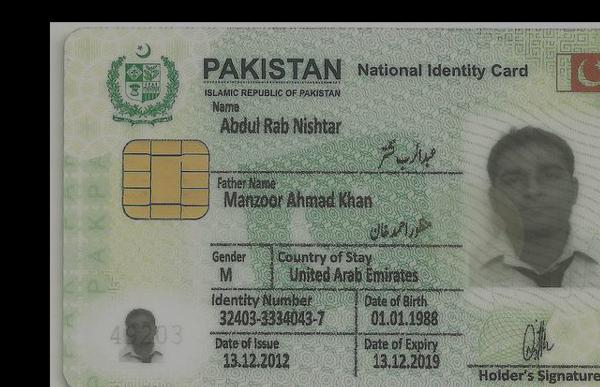 PAKISTAN National Identity Card
ISLAMIC REPUBLIC OF PAKISTAN
Name
Abdul Rab Nishtar
عبدالرب نشتر
Father Name
Manzoor Ahmad Khan
منظور احمد خان
Gender Country of Stay
M United Arab Emirates
Identity Number Date of Birth
32403-3334043-7 01.01.1988
Date of Issue Date of Expiry
13.12.2012 13.12.2019
Holder's Signature